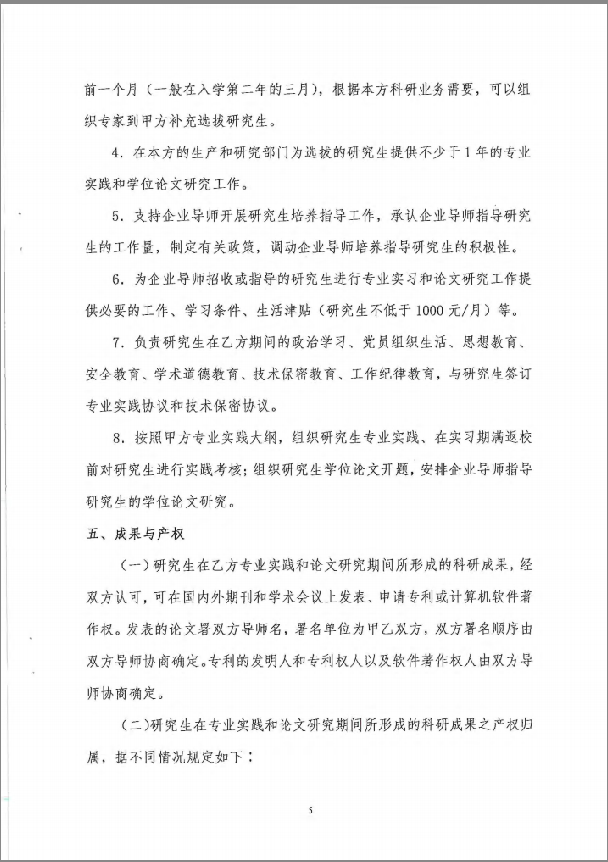 前一个月（一般在入学第二年的三月），根据本方科研业务需要，可以组
织专家到甲方补充选拔研究生。
4．在本方的生产和研究部门为选拔的研究生提供不少于1年的专业
实践和学位论文研究工作。
5．支持企业导师开展研究生培养指导工作，承认企业导师指导研究
生的工作量，制定有关政策，调动企业导师培养指导研究生的积极性。
6．为企业导师招收或指导的研究生进行专业实习和论文研究工作提
供必要的工作、学习条件、生活津贴（研究生不低于1000元/月）等。
7．负责研究生在乙方期间的政治学习、党员组织生活、思想教育、
安全教育、学术道德教育、技术保密教育、工作纪律教育，与研究生签订
专业实践协议和技术保密协议。
8．按照甲方专业实践大纲，组织研究生专业实践、在实习期满返校
前对研究生进行实践考核；组织研究生学位论文开题，安排企业导师指导
研究生的学位论文研究。
五、成果与产权
（一）研究生在乙方专业实践和论文研究期间所形成的科研成果，经
双方认可，可在国内外期刊和学术会议上发表、申请专利或计算机软件著
作权。发表的论文署双方导师名，署名单位为甲乙双方，双方署名顺序由
双方导师协商确定。专利的发明人和专利权人以及软件著作权人由双方导
师协商确定。
（二）研究生在专业实践和论文研究期间所形成的科研成果之产权归
属，据不同情况规定如下：
5